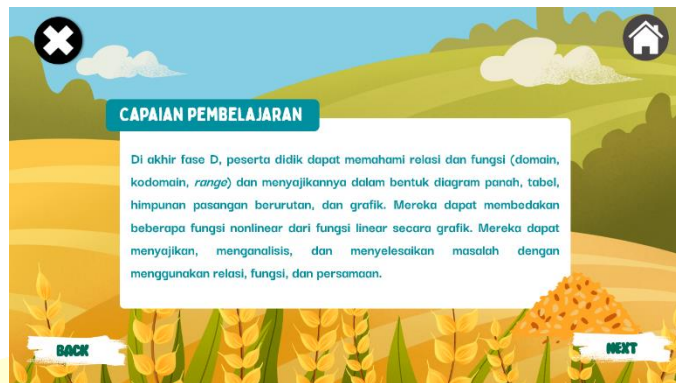 CAPAIAN PEMBELAJARAN
Di akhir fase D, peserta didik dapat memahami relasi dan fungsi (domain,
kodomain, range) dan menyajikannya dalam bentuk diagram panah, tabel,
himpunan pasangan berurutan, dan grafik. Mereka dapat membedakan
beberapa fungsi nonlinear dari fungsi linear secara grafik. Mereka dapat
menyajikan, menganalisis, dan menyelesaikan masalah dengan
menggunakan relasi, fungsi, dan persamaan.
BACK
NEXT